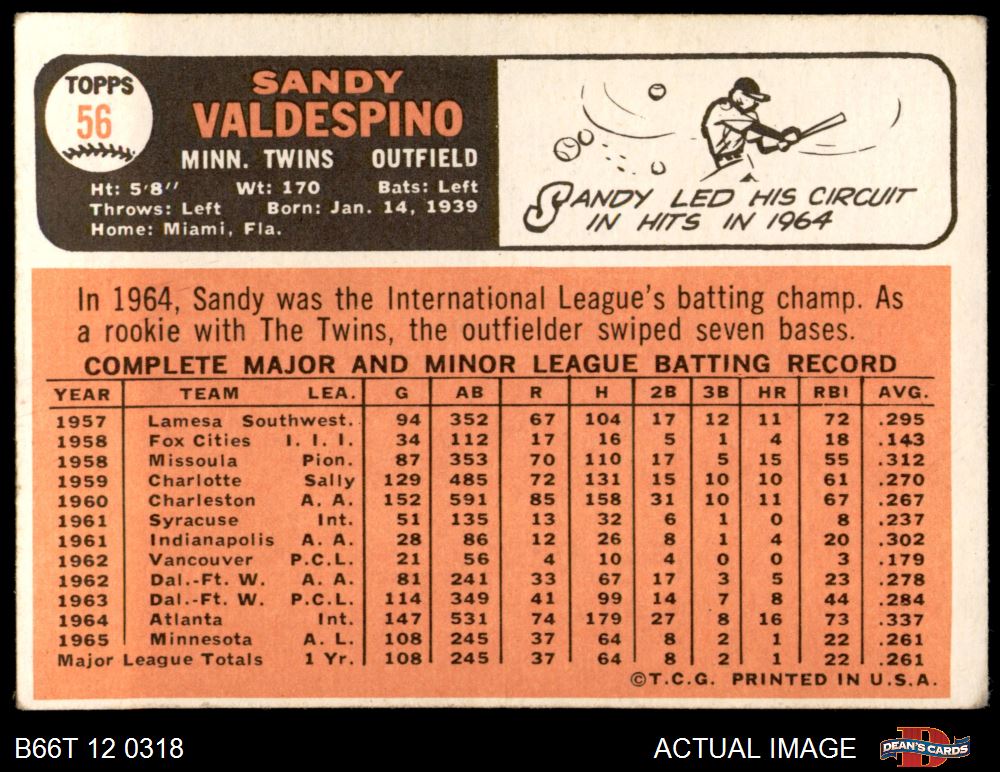 TOPPS
56
SANDY
VALDESPINO
MINN. TWINS OUTFIELD
Ht: 5'8" Wt: 170 Bats: Left
Throws: Left Born: Jan. 14, 1939
Home: Miami, Fla.
SANDY LED HIS CIRCUIT
IN HITS IN 1964
In 1964, Sandy was the International League's batting champ. As
a rookie with The Twins, the outfielder swiped seven bases.
COMPLETE MAJOR AND MINOR LEAGUE BATTING RECORD
YEAR TEAM LEA. G AB R H 2B 3B HR RBI AVG.
1957 Lamesa Southwest. 94 352 67 104 17 12 11 72 .295
1958 Fox Cities I. I. I. 34 112 17 16 5 1 4 18 .143
1958 Missoula Pion. 87 353 70 110 17 5 15 55 .312
1959 Charlotte Sally 129 485 72 131 15 10 10 61 .270
1960 Charleston A. A. 152 591 85 158 31 10 11 67 .267
1961 Syracuse Int. 51 135 13 32 6 1 0 8 .237
1961 Indianapolis A. A. 28 86 12 26 8 1 4 20 .302
1962 Vancouver P.C.L. 21 56 4 10 4 0 0 3 .179
1962 Dal.-Ft. W. A. A. 81 241 33 67 17 3 5 23 .278
1963 Dal.-Ft. W. P.C.L. 114 349 41 99 14 7 8 44 .284
1964 Atlanta Int. 147 531 74 179 27 8 16 73 .337
1965 Minnesota A. L. 108 245 37 64 8 2 1 22 .261
Major League Totals 1 Yr. 108 245 37 64 8 2 1 22 .261
©T.C.G. PRINTED IN U.S.A.
B66T 12 0318 ACTUAL IMAGE DEAN'S CARDS